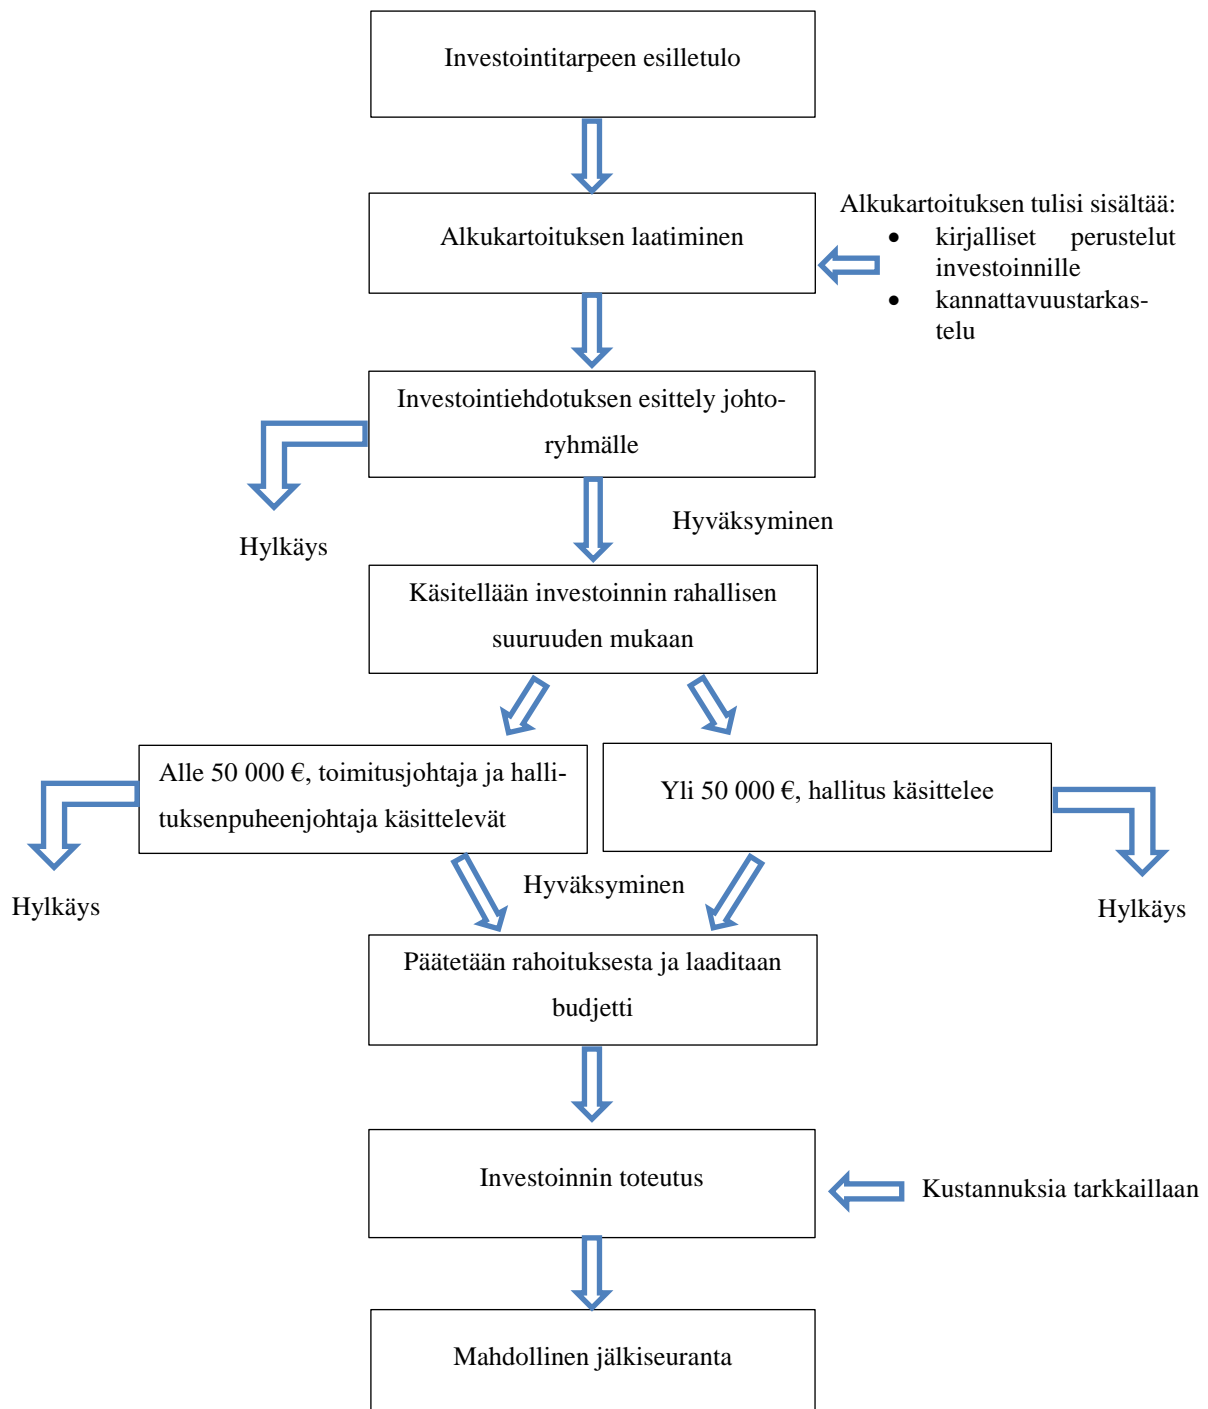 Investointitarpeen esilletulo
Alkukartoituksen laatiminen
Alkukartoituksen tulisi sisältää:
• kirjalliset perustelut
investoinnille
• kannattavuustarkas-
telu
Investointiehdotuksen esittely johto-
ryhmälle
Hylkäys
Hyväksyminen
Käsitellään investoinnin rahallisen
suuruuden mukaan
Alle 50 000 €, toimitusjohtaja ja halli-
tuksenpuheenjohtaja käsittelevät
Yli 50 000 €, hallitus käsittelee
Hylkäys
Hyväksyminen
Hylkäys
Päätetään rahoituksesta ja laaditaan
budjetti
Investoinnin toteutus
Kustannuksia tarkkaillaan
Mahdollinen jälkiseuranta